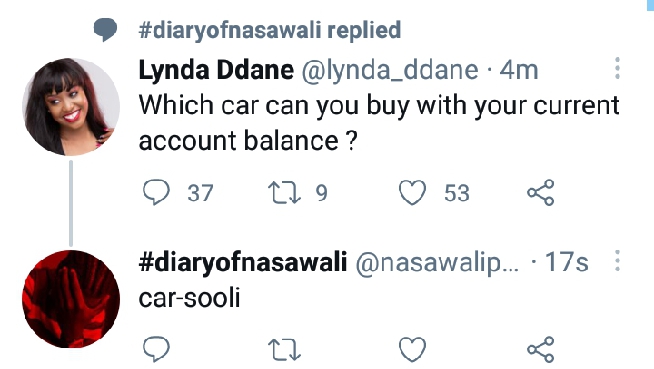 #diaryofnasawali replied
Lynda Ddane @lynda_ddane · 4m
Which car can you buy with your current
account balance ?
37 9 53
#diaryofnasawali @nasawalip... · 17s
car-sooli